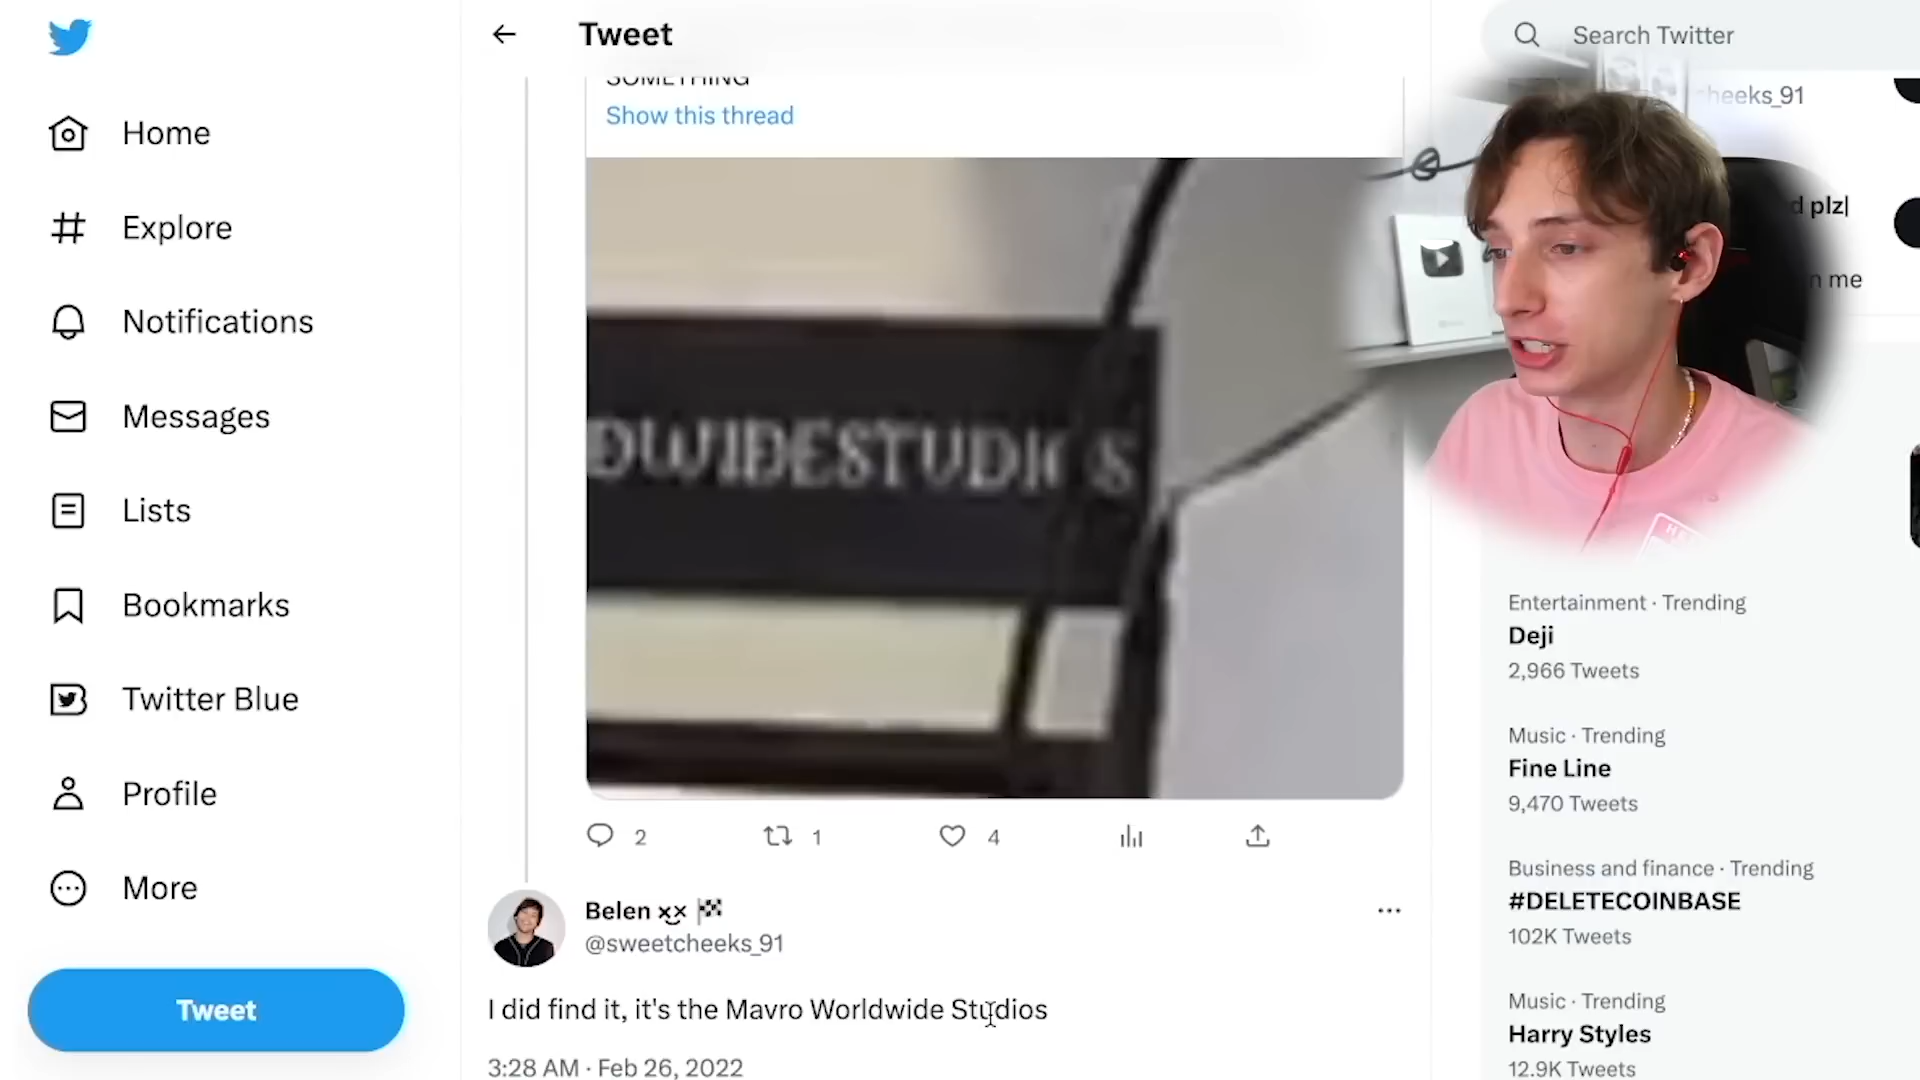 Tweet
Search Twitter
SOMETHING
Show this thread
cheeks_91
Home
d plz
n me
Explore
Notifications
Messages
DWIDESTUDI S
Lists
Bookmarks
Twitter Blue
Profile
More
Tweet
2
1
4
Belen
@sweetcheeks_91
I did find it, it's the Mavro Worldwide Studios
3:28 AM · Feb 26, 2022
Entertainment · Trending
Deji
2,966 Tweets
Music · Trending
Fine Line
9,470 Tweets
Business and finance · Trending
#DELETECOINBASE
102K Tweets
Music · Trending
Harry Styles
12.9K Tweets